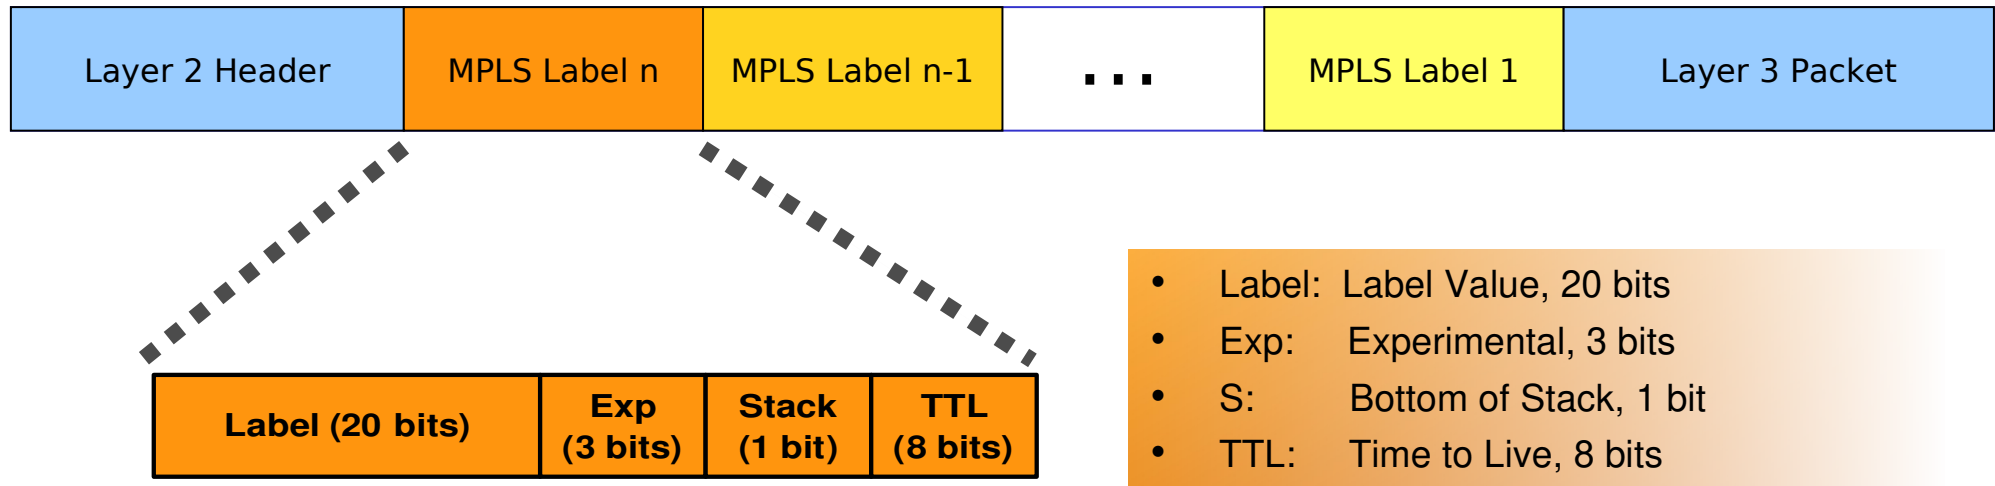 Layer 2 Header MPLS Label n MPLS Label n-1 ... MPLS Label 1 Layer 3 Packet
Label (20 bits) Exp (3 bits) Stack (1 bit) TTL (8 bits)
• Label: Label Value, 20 bits
• Exp: Experimental, 3 bits
• S: Bottom of Stack, 1 bit
• TTL: Time to Live, 8 bits